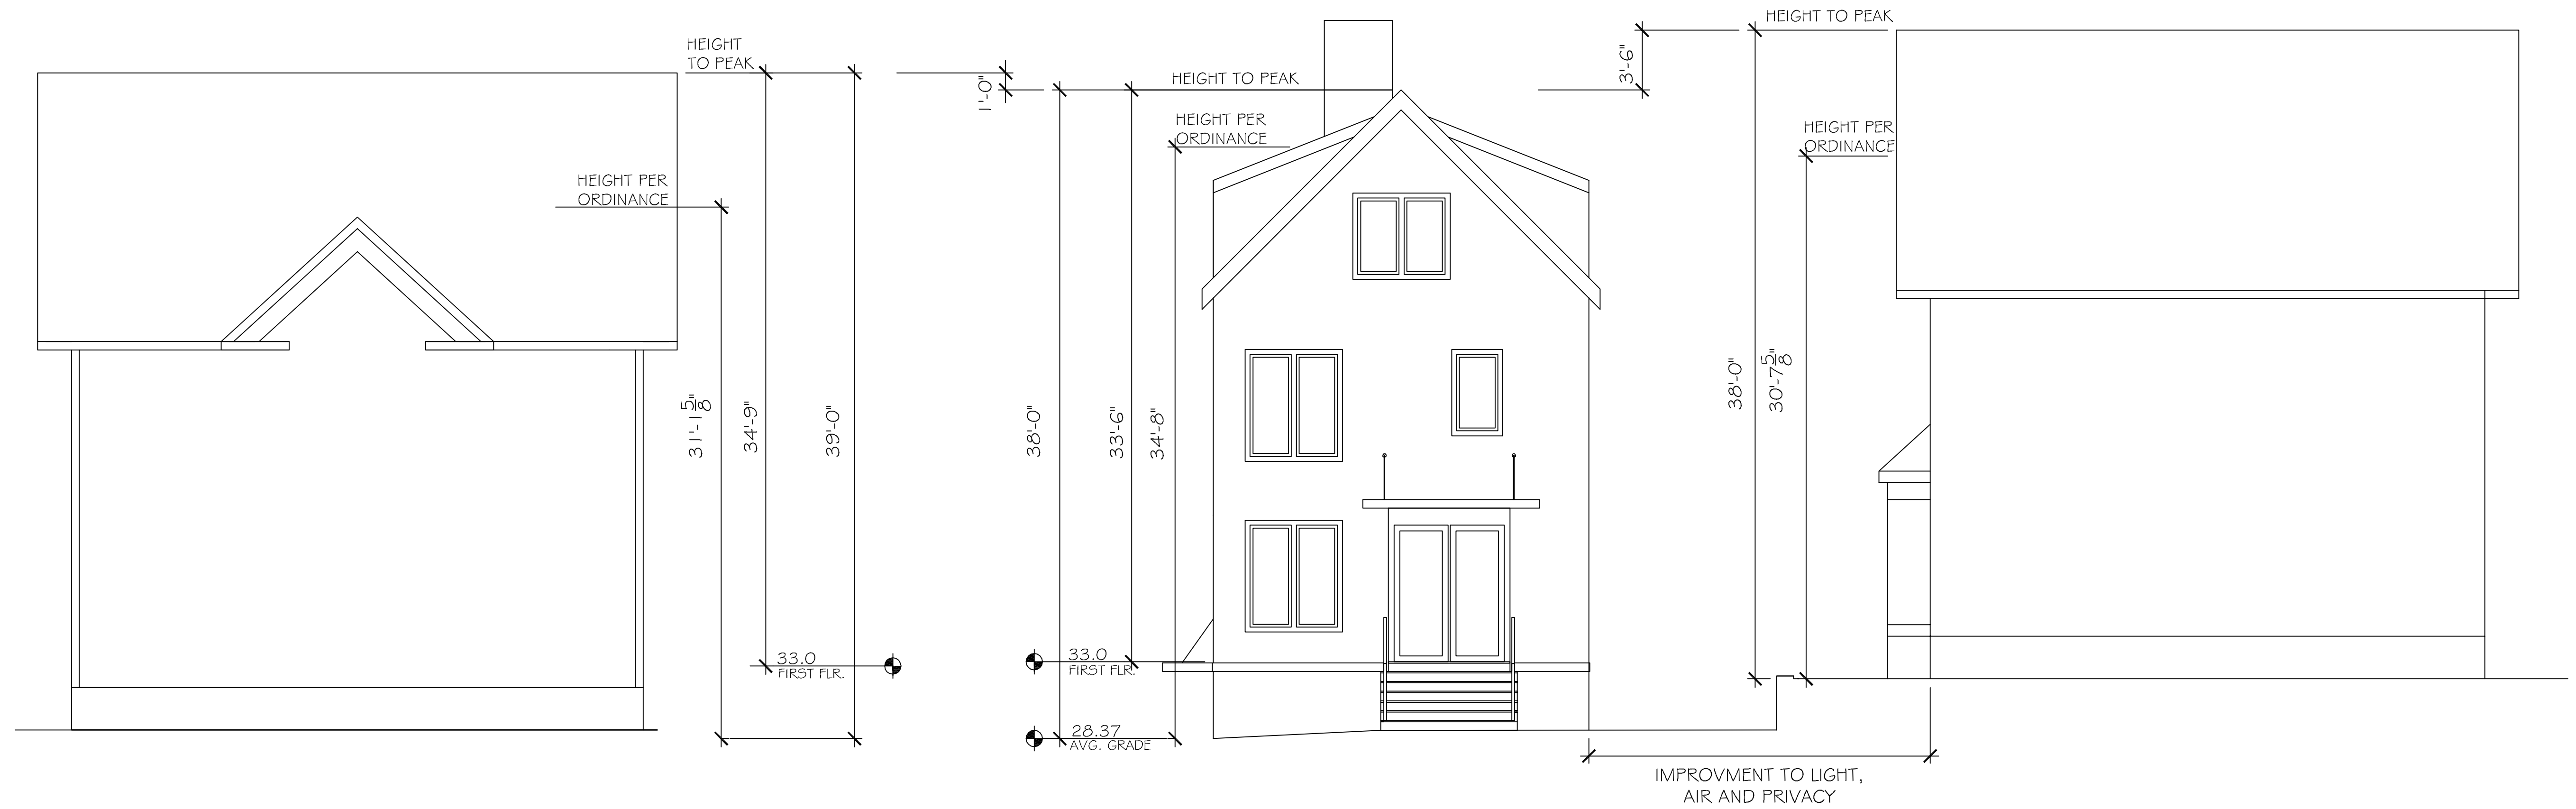 HEIGHT
TO PEAK
HEIGHT PER
ORDINANCE
31'-1 5/8"
34'-9"
39'-0"
33.0
FIRST FLR.
1'-0"
HEIGHT TO PEAK
HEIGHT PER
ORDINANCE
38'-0"
33'-6"
34'-8"
33.0
FIRST FLR.
28.37
AVG. GRADE
3'-6"
HEIGHT TO PEAK
HEIGHT PER
ORDINANCE
38'-0"
30'-7 5/8"
IMPROVMENT TO LIGHT,
AIR AND PRIVACY